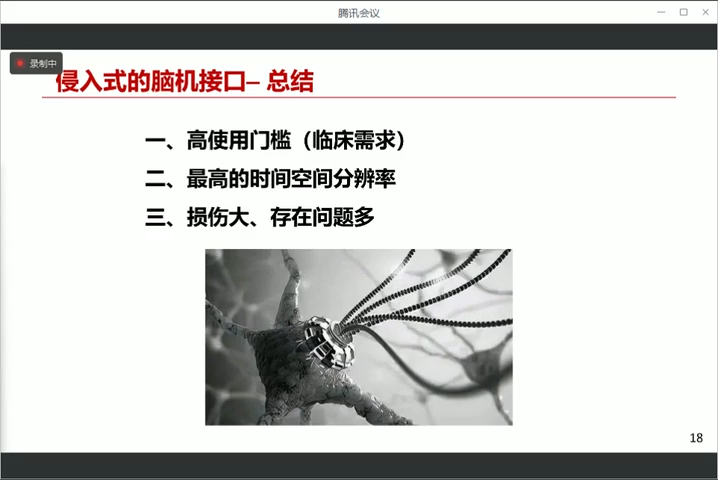 腾讯会议
录制中
侵入式的脑机接口– 总结
一、高使用门槛（临床需求）
二、最高的时间空间分辨率
三、损伤大、存在问题多
18